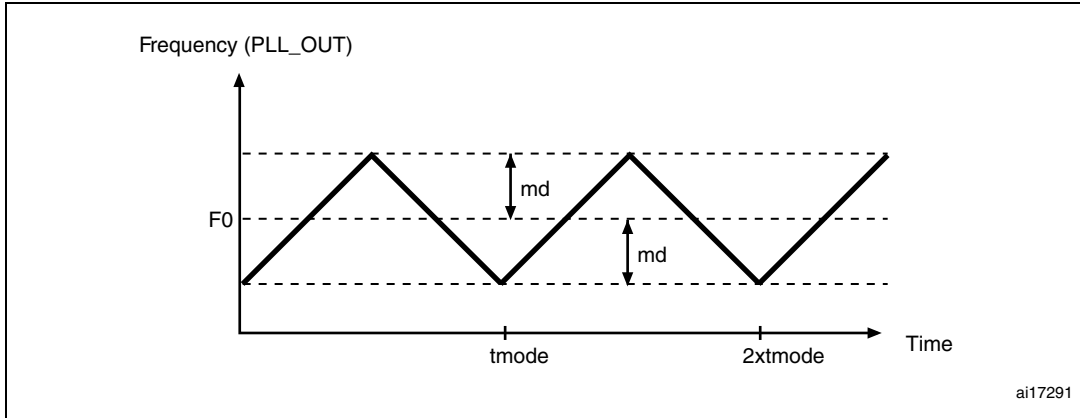 Frequency (PLL_OUT)
md
F0
md
tmode
2xtmode
Time
ai17291